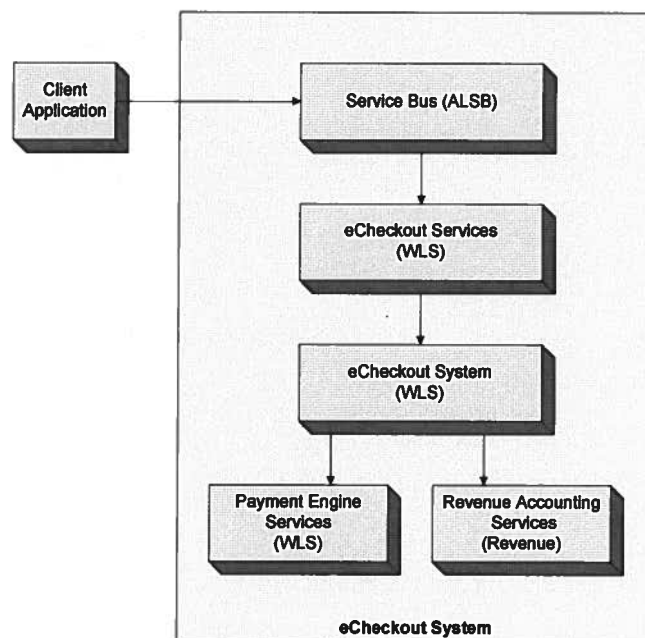 Client
Application
Service Bus (ALSB)
eCheckout Services
(WLS)
eCheckout System
(WLS)
Payment Engine
Services
(WLS)
Revenue Accounting
Services
(Revenue)
eCheckout System